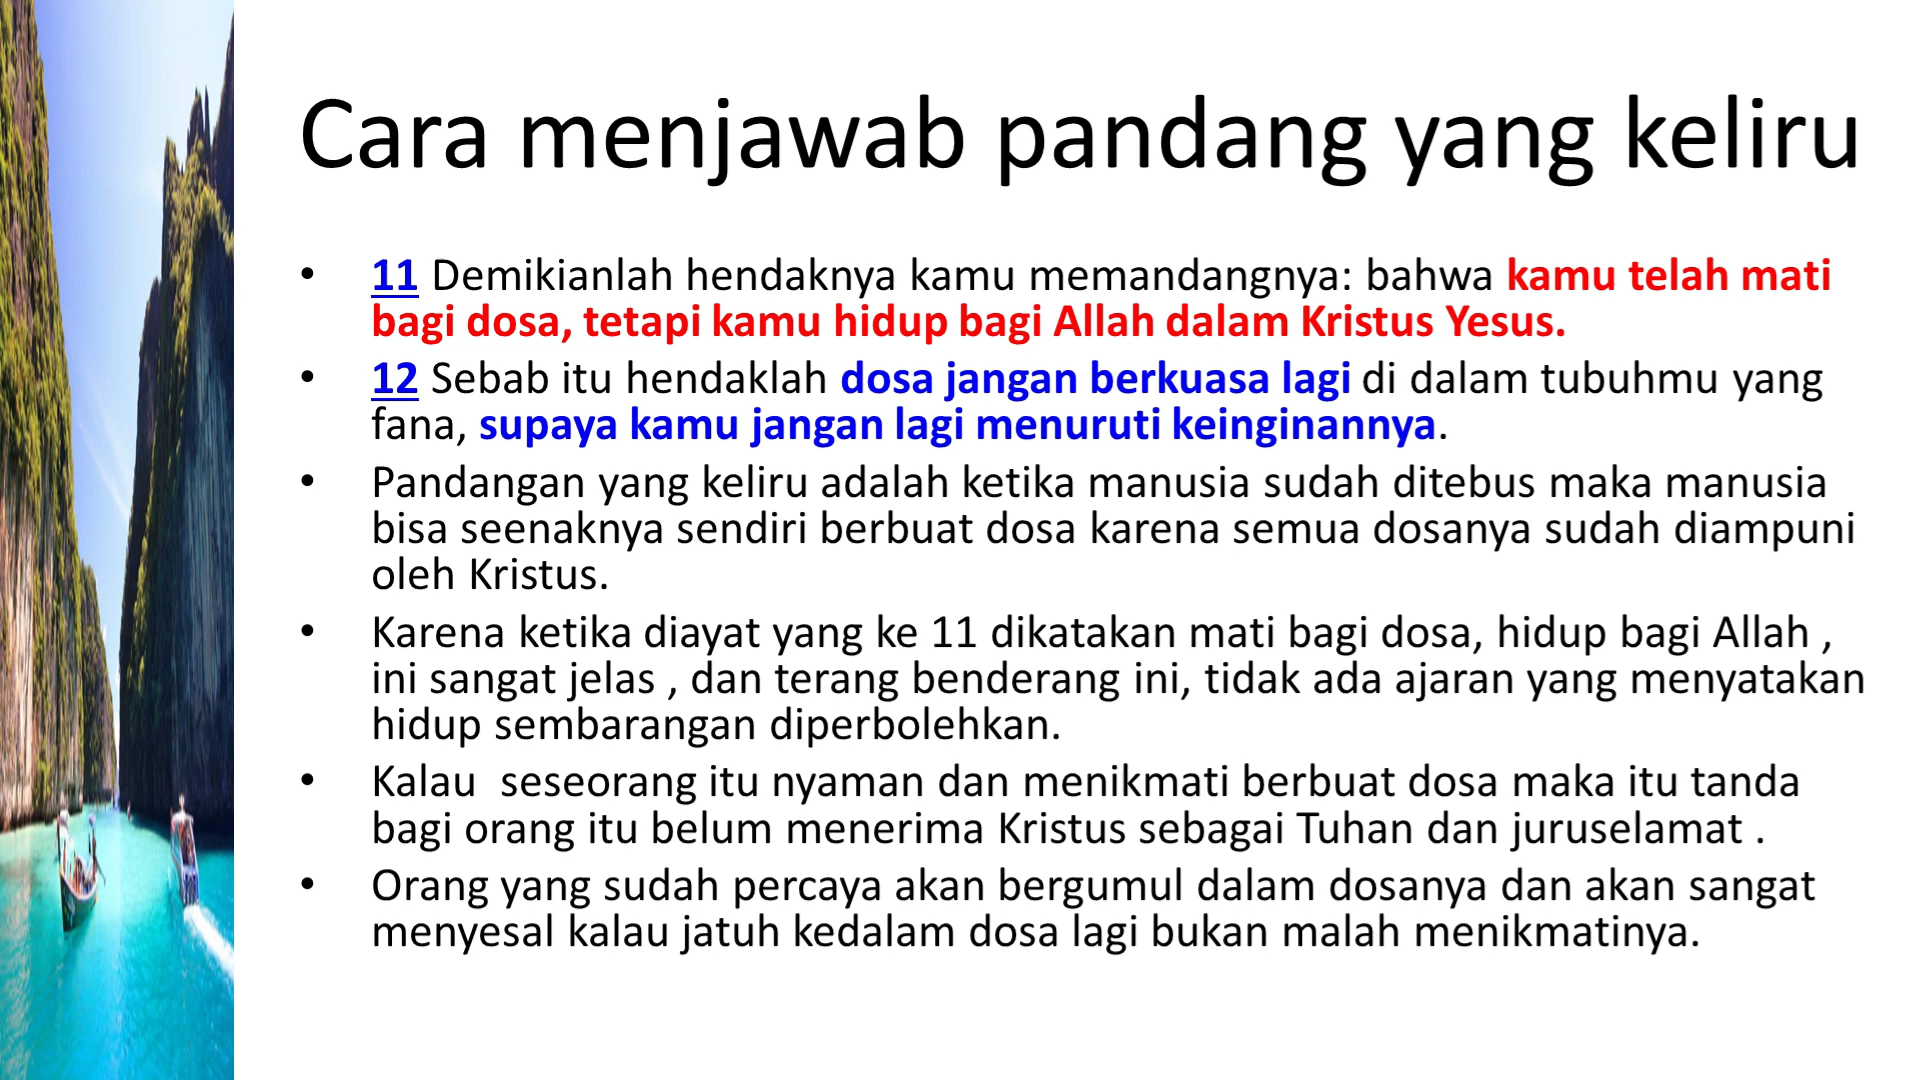 Cara menjawab pandang yang keliru
• 11 Demikianlah hendaknya kamu memandangnya: bahwa kamu telah mati
bagi dosa, tetapi kamu hidup bagi Allah dalam Kristus Yesus.
• 12 Sebab itu hendaklah dosa jangan berkuasa lagi di dalam tubuhmu yang
fana, supaya kamu jangan lagi menuruti keinginannya.
• Pandangan yang keliru adalah ketika manusia sudah ditebus maka manusia
bisa seenaknya sendiri berbuat dosa karena semua dosanya sudah diampuni
oleh Kristus.
• Karena ketika diayat yang ke 11 dikatakan mati bagi dosa, hidup bagi Allah ,
ini sangat jelas , dan terang benderang ini, tidak ada ajaran yang menyatakan
hidup sembarangan diperbolehkan.
• Kalau  seseorang itu nyaman dan menikmati berbuat dosa maka itu tanda
bagi orang itu belum menerima Kristus sebagai Tuhan dan juruselamat .
• Orang yang sudah percaya akan bergumul dalam dosanya dan akan sangat
menyesal kalau jatuh kedalam dosa lagi bukan malah menikmatinya.